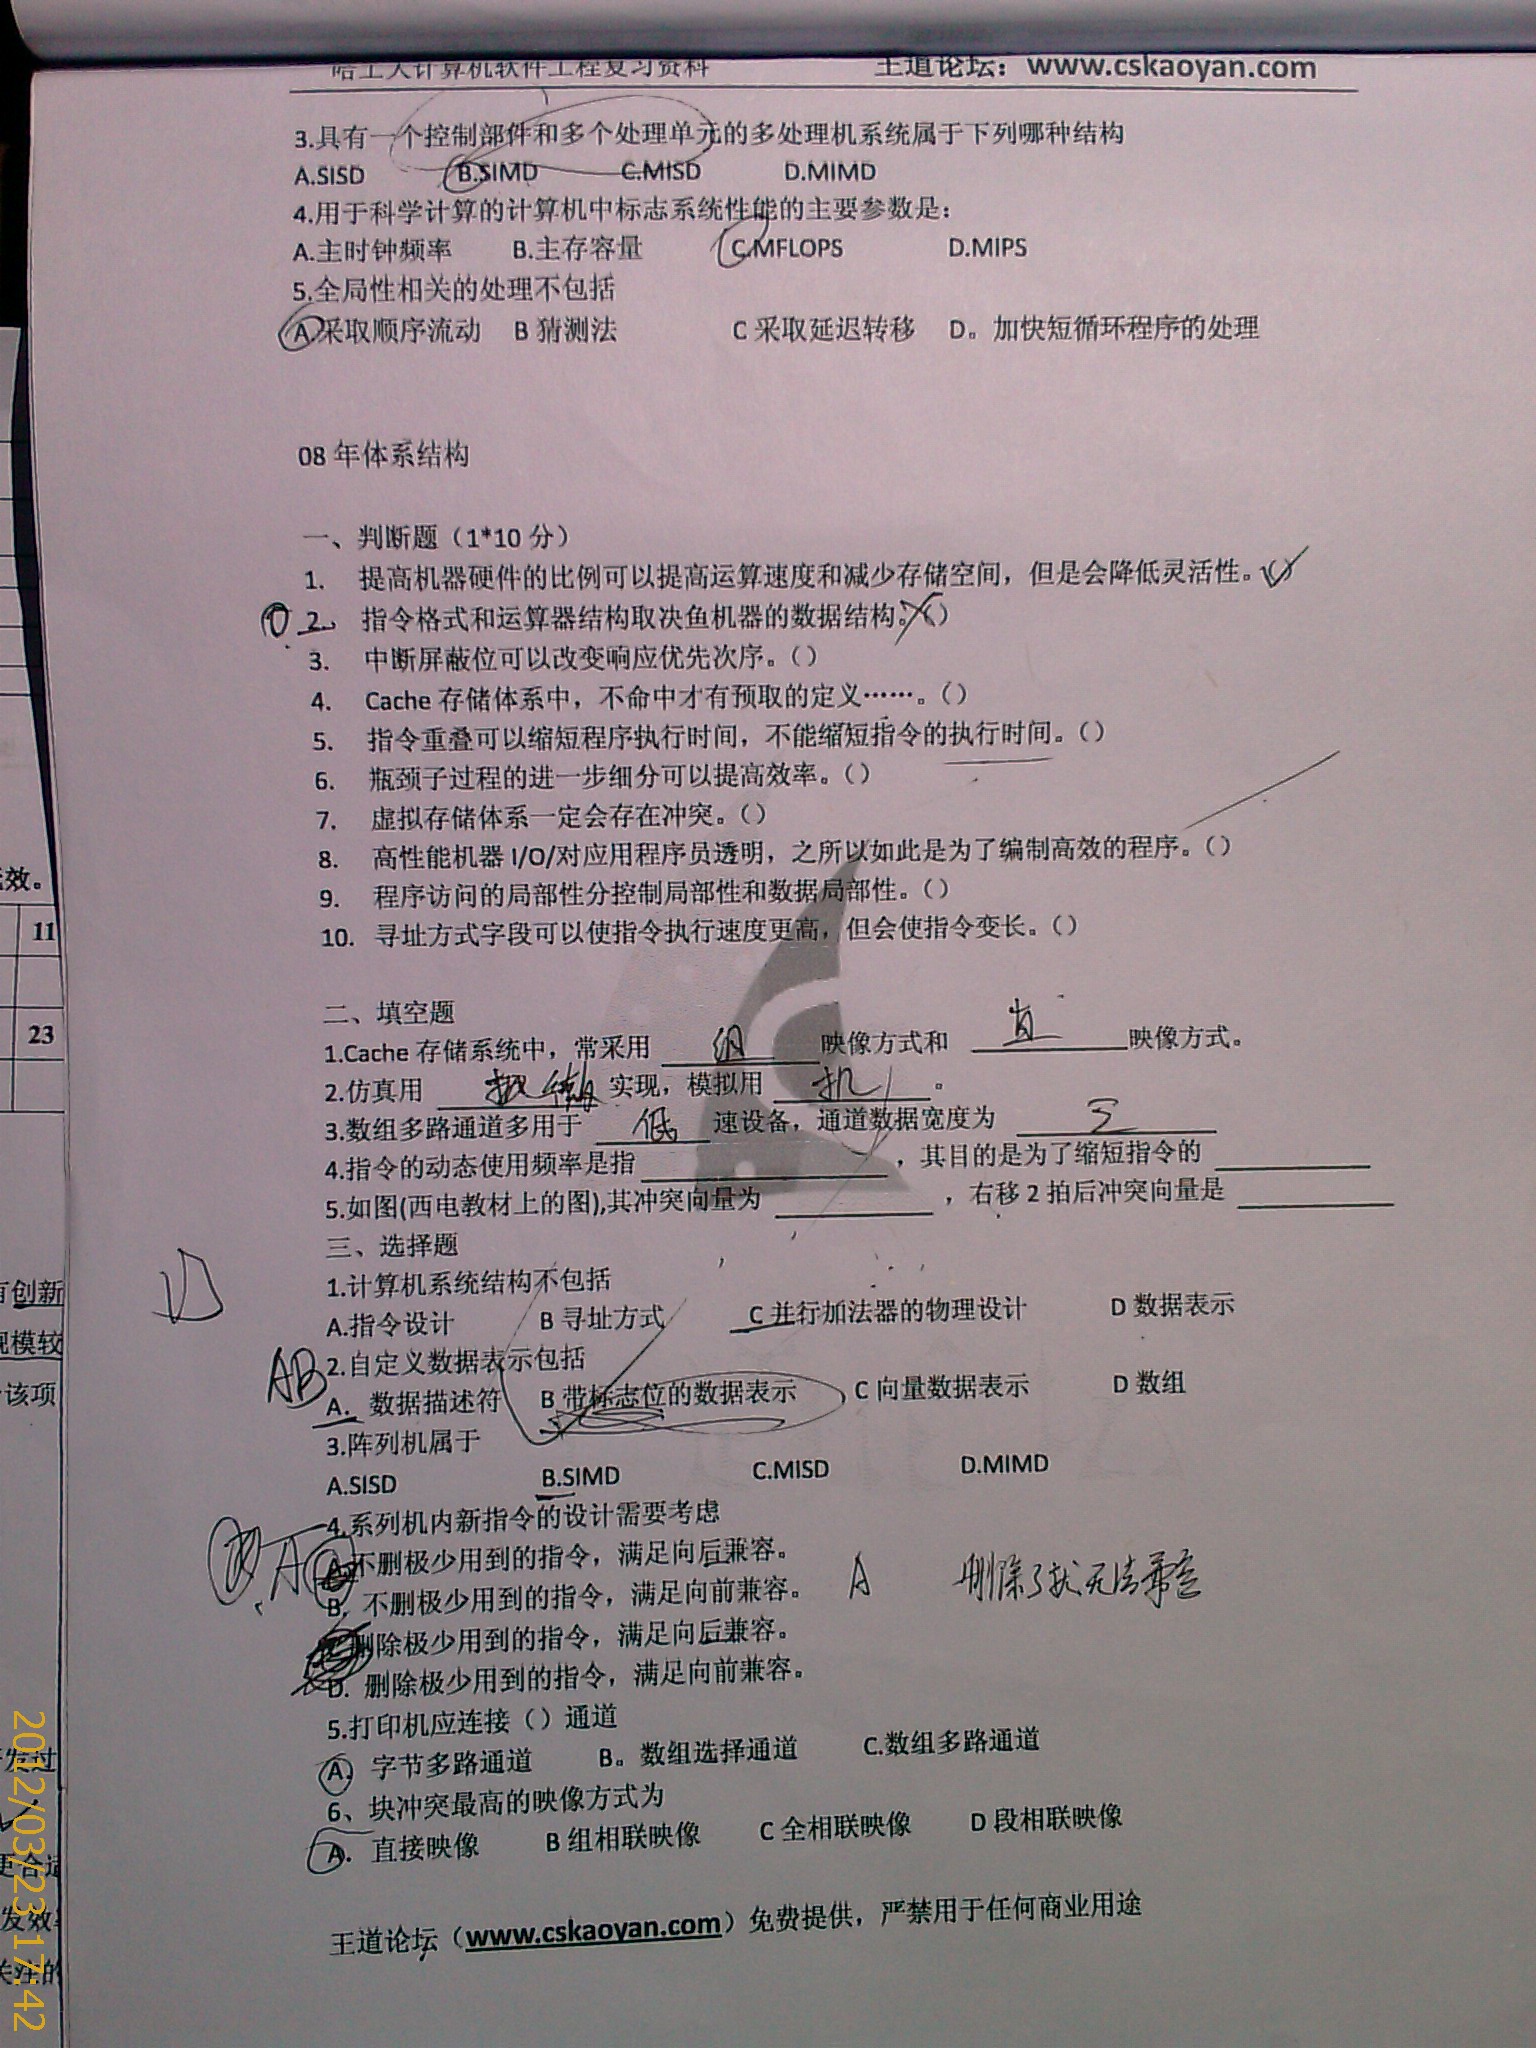 哈工大计算机软件工程复习资料 王道论坛：www.cskaoyan.com
3.具有一个控制部件和多个处理单元的多处理机系统属于下列哪种结构
A.SISD B.SIMD C.MISD D.MIMD
4.用于科学计算的计算机中标志系统性能的主要参数是：
A.主时钟频率 B.主存容量 C.MFLOPS D.MIPS
5.全局性相关的处理不包括
A.采取顺序流动 B 猜测法 C 采取延迟转移 D。加快短循环程序的处理
08 年体系结构
一、判断题（1*10 分）
1. 提高机器硬件的比例可以提高运算速度和减少存储空间，但是会降低灵活性。（）
2. 指令格式和运算器结构取决鱼机器的数据结构。（）
3. 中断屏蔽位可以改变响应优先次序。（）
4. Cache 存储体系中，不命中才有预取的定义……。（）
5. 指令重叠可以缩短程序执行时间，不能缩短指令的执行时间。（）
6. 瓶颈子过程的进一步细分可以提高效率。（）
7. 虚拟存储体系一定会存在冲突。（）
8. 高性能机器 I/O/对应用程序员透明，之所以如此是为了编制高效的程序。（）
9. 程序访问的局部性分控制局部性和数据局部性。（）
10. 寻址方式字段可以使指令执行速度更高，但会使指令变长。（）
二、填空题
1.Cache 存储系统中，常采用 组 映像方式和 直 映像方式。
2.仿真用 微 实现，模拟用 机 。
3.数组多路通道多用于 低 速设备，通道数据宽度为
4.指令的动态使用频率是指 ，其目的是为了缩短指令的
5.如图(西电教材上的图),其冲突向量为 ，右移 2 拍后冲突向量是
三、选择题
1.计算机系统结构不包括
A.指令设计 B 寻址方式 C 并行加法器的物理设计 D 数据表示
2.自定义数据表示包括
AB A. 数据描述符 B 带标志位的数据表示 C 向量数据表示 D 数组
3.阵列机属于
A.SISD B.SIMD C.MISD D.MIMD
4.系列机内新指令的设计需要考虑
A.不删极少用到的指令，满足向后兼容。
B. 不删极少用到的指令，满足向前兼容。 A 删除了就无法兼容
删除极少用到的指令，满足向后兼容。
D. 删除极少用到的指令，满足向前兼容。
5.打印机应连接（）通道
A. 字节多路通道 B。数组选择通道 C.数组多路通道
6、块冲突最高的映像方式为
A. 直接映像 B 组相联映像 C 全相联映像 D 段相联映像
王道论坛（www.cskaoyan.com）免费提供，严禁用于任何商业用途
效。
11
23
有创新
规模较
该项
发过
更合适
发效率
关注的
2012/03/23 17:42